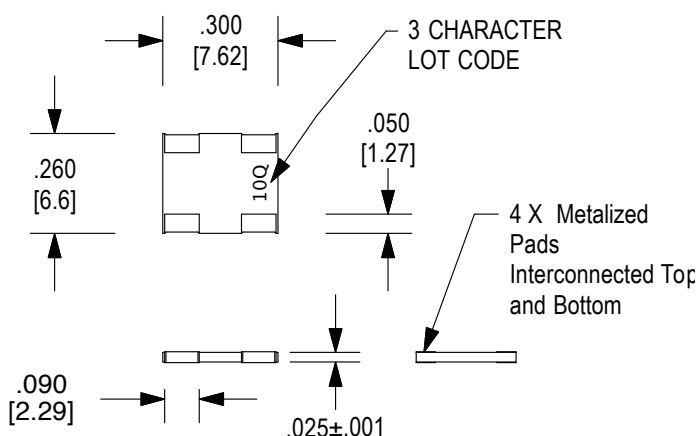 .300
[7.62]
3 CHARACTER
LOT CODE
.050
[1.27]
.260
[6.6]
10Q
4 X Metalized
Pads
Interconnected Top
and Bottom
.090
[2.29]
.025±.001